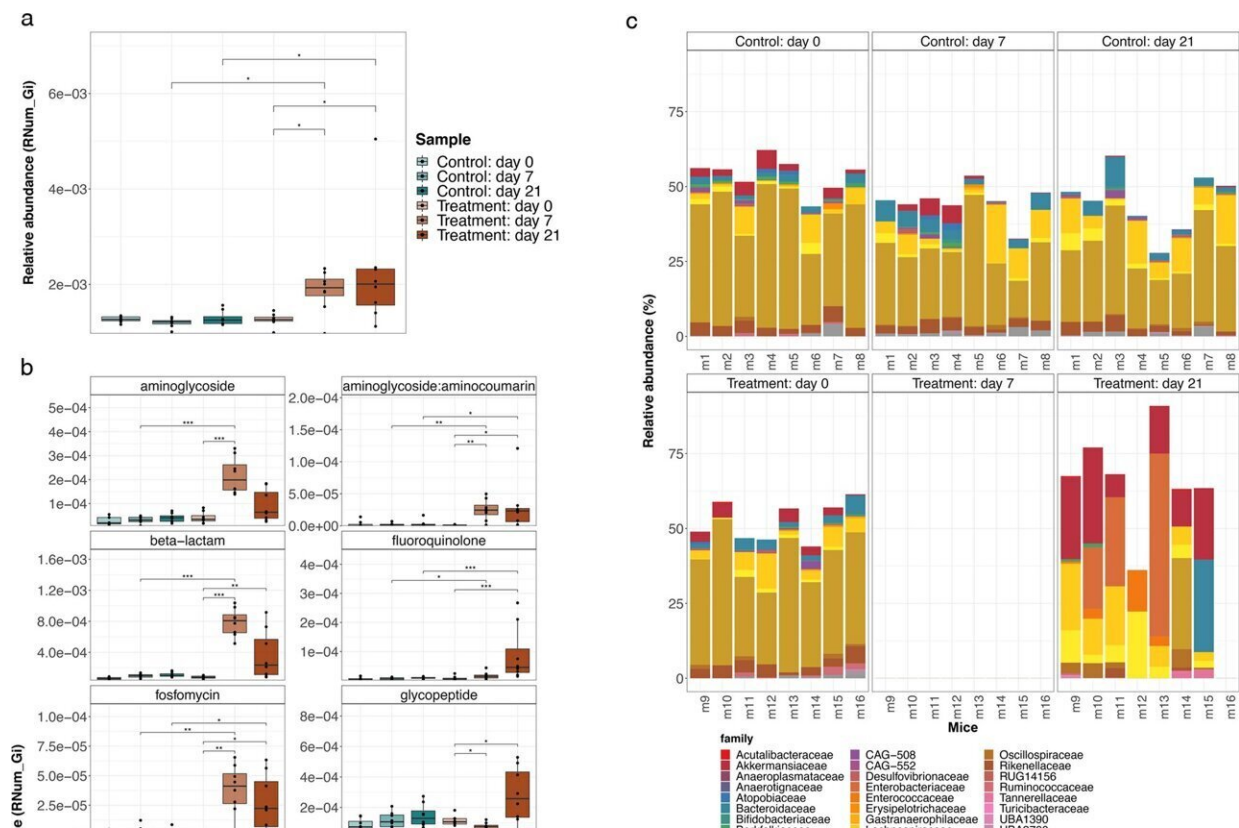 a
Relative abundance (RNum_Gi)
6e−03
4e−03
2e−03
*
*
*
*
Sample
Control: day 0
Control: day 7
Control: day 21
Treatment: day 0
Treatment: day 7
Treatment: day 21
b
aminoglycoside
5e−04
4e−04
3e−04
2e−04
1e−04
***
***
aminoglycoside:aminocoumarin
2.0e−04
1.5e−04
1.0e−04
5.0e−05
0.0e+00
*
**
*
**
beta−lactam
1.6e−03
1.2e−03
8.0e−04
4.0e−04
***
**
***
fluoroquinolone
4e−04
3e−04
2e−04
1e−04
***
*
***
fosfomycin
1.0e−04
7.5e−05
5.0e−05
2.5e−05
*
**
*
**
glycopeptide
8e−04
6e−04
4e−04
2e−04
*
*
e (RNum_Gi)
c
Relative abundance (%)
Control: day 0
Control: day 7
Control: day 21
75
50
25
0
m1 m2 m3 m4 m5 m6 m7 m8
m1 m2 m3 m4 m5 m6 m7 m8
m1 m2 m3 m4 m5 m6 m7 m8
Treatment: day 0
Treatment: day 7
Treatment: day 21
75
50
25
0
m9 m10 m11 m12 m13 m14 m15 m16
m9 m10 m11 m12 m13 m14 m15 m16
m9 m10 m11 m12 m13 m14 m15 m16
Mice
family
Acutalibacteraceae
Akkermansiaceae
Anaeroplasmataceae
Anaerotignaceae
Atopobiaceae
Bacteroidaceae
Bifidobacteriaceae
CAG−508
CAG−552
Desulfovibrionaceae
Enterobacteriaceae
Enterococcaceae
Erysipelotrichaceae
Gastranaerophilaceae
Oscillospiraceae
Rikenellaceae
RUG14156
Ruminococcaceae
Tannerellaceae
Turicibacteraceae
UBA1390